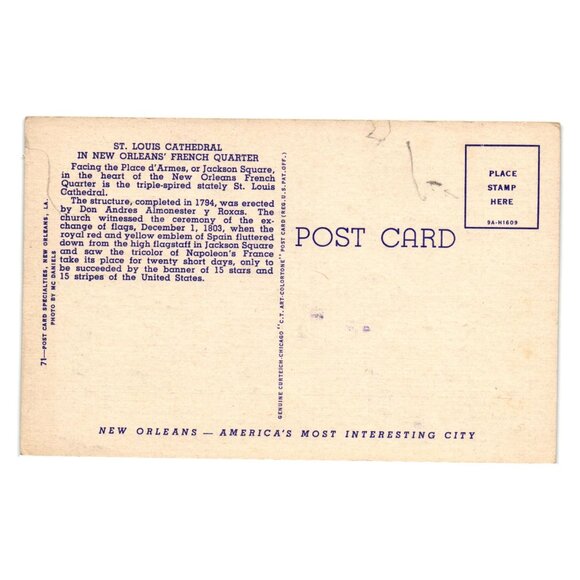 ST. LOUIS CATHEDRAL
IN NEW ORLEANS' FRENCH QUARTER
Facing the Place d'Armes, or Jackson Square,
in the heart of the New Orleans French
Quarter is the triple-spired stately St. Louis
Cathedral.
The structure, completed in 1794, was erected
by Don Andres Almonester y Roxas. The
church witnessed the ceremony of the ex-
change of flags, December 1, 1803, when the
royal red and yellow emblem of Spain fluttered
down from the high flagstaff in Jackson Square
and saw the tricolor of Napoleon's France
take its place for twenty short days, only to
be succeeded by the banner of 15 stars and
15 stripes of the United States.
71—POST CARD SPECIALTIES, NEW ORLEANS, LA.
PHOTO BY MC DANIELS
GENUINE CURTEICH-CHICAGO "C.T. ART-COLORTONE" POST CARD (REG. U.S. PAT. OFF.)
POST CARD
PLACE
STAMP
HERE
9A-H1609
NEW ORLEANS — AMERICA'S MOST INTERESTING CITY